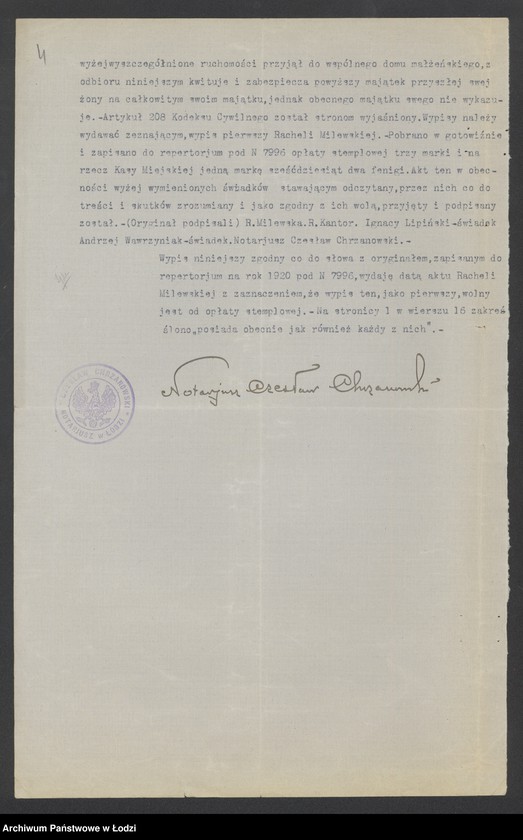 4
wyżejwyszczególnione ruchomości przyjął do wspólnego domu małżeńskiego,z
odbioru niniejszym kwituje i zabezpiecza powyższy majątek przyszłej swej
żony na całkowitym swoim majątku,jednak obecnego majątku swego nie wykazu-
je.-Artykuł 208 Kodeksu Cywilnego został stronom wyjaśniony.Wypisy należy
wydawać zeznającym,wypis pierwszy Racheli Milewskiej.-Pobrano w gotowiźnie
i zapisano do repertorjum pod N 7996 opłaty stemplowej trzy marki i na
rzecz Kasy Miejskiej jedną markę sześćdziesiąt dwa fenigi.Akt ten w obec-
ności wyżej wymienionych świadków stawającym odczytany,przez nich co do
treści i skutków zrozumiany i jako zgodny z ich wolą,przyjęty i podpisany
został.-(Oryginał podpisali) R.Milewska.R.Kantor. Ignacy Lipiński-świadek
Andrzej Wawrzyniak-świadek.Notarjusz Czesław Chrzanowski.-
Wypis niniejszy zgodny co do słowa z oryginałem,zapisanym do
repertorjum na rok 1920 pod N 7996,wydaję datą aktu Racheli
Milewskiej z zaznaczeniem,że wypis ten,jako pierwszy,wolny
jest od opłaty stemplowej.-Na stronicy 1 w wierszu 16 zakreś
ślono„posiada obecnie jak również każdy z nich".-
Notarjusz Czesław Chrzanowski
CZESŁAW CHRZANOWSKI
NOTARJUSZ w ŁODZI
Archiwum Państwowe w Łodzi